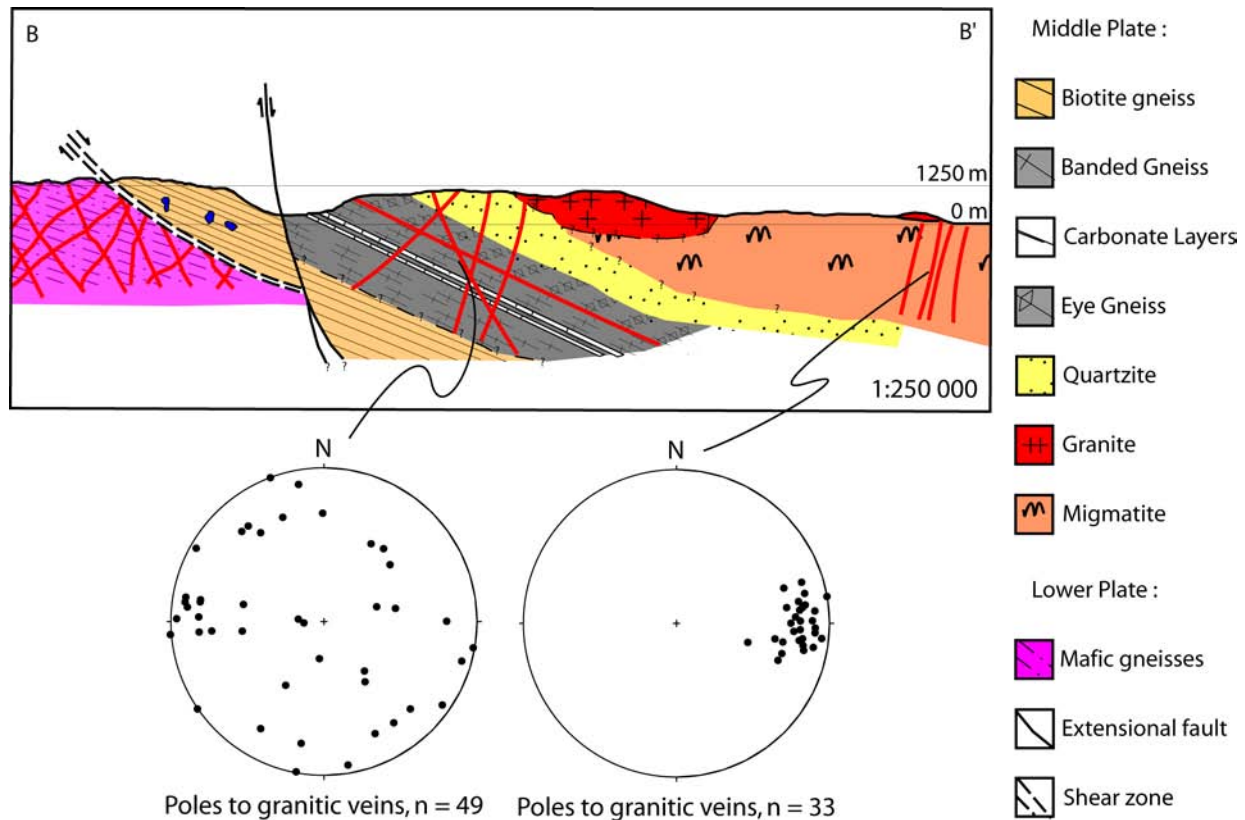 B
B'
1250 m
0 m
? ? ? ? ? ? ? ? ? ? ? ?
1:250 000
N
N
Poles to granitic veins, n = 49
Poles to granitic veins, n = 33
Middle Plate :
Biotite gneiss
Banded Gneiss
Carbonate Layers
Eye Gneiss
Quartzite
Granite
Migmatite
Lower Plate :
Mafic gneisses
Extensional fault
Shear zone